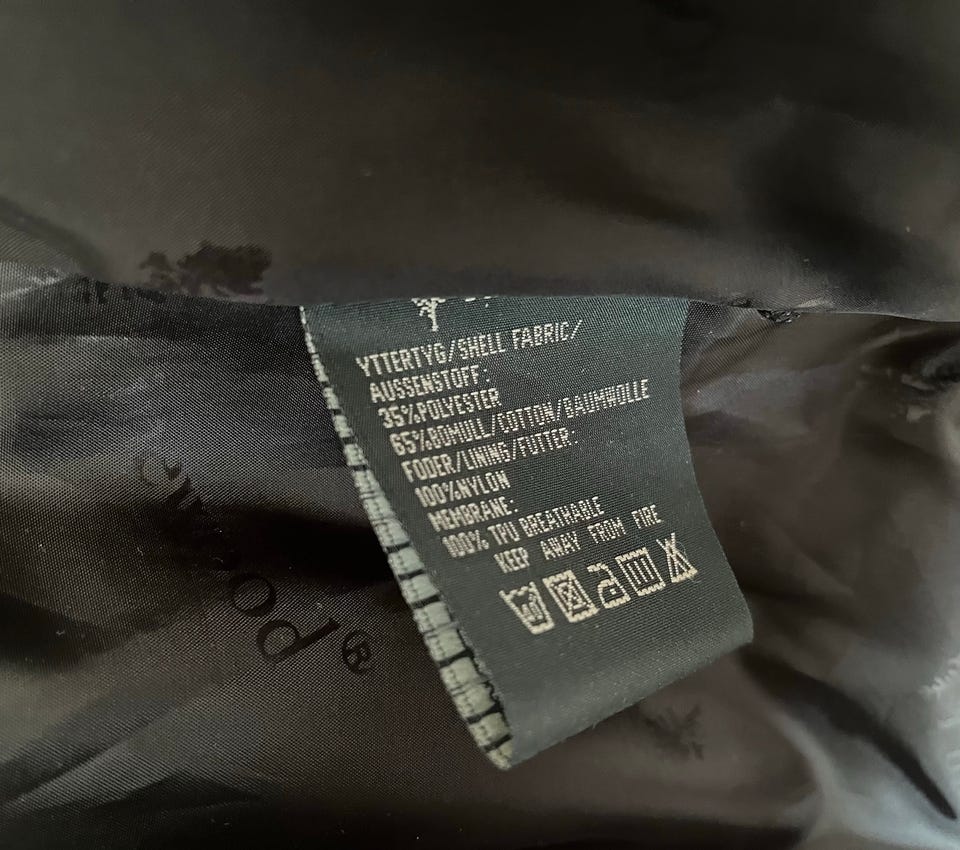 YTTERTYG/SHELL FABRIC/
AUSSENSTOFF:
35%POLYESTER
65%BOMULL/COTTON/BAUMWOLLE
FODER/LINING/FUTTER:
100%NYLON
MEMBRANE:
100% TPU BREATHABLE
KEEP AWAY FROM FIRE